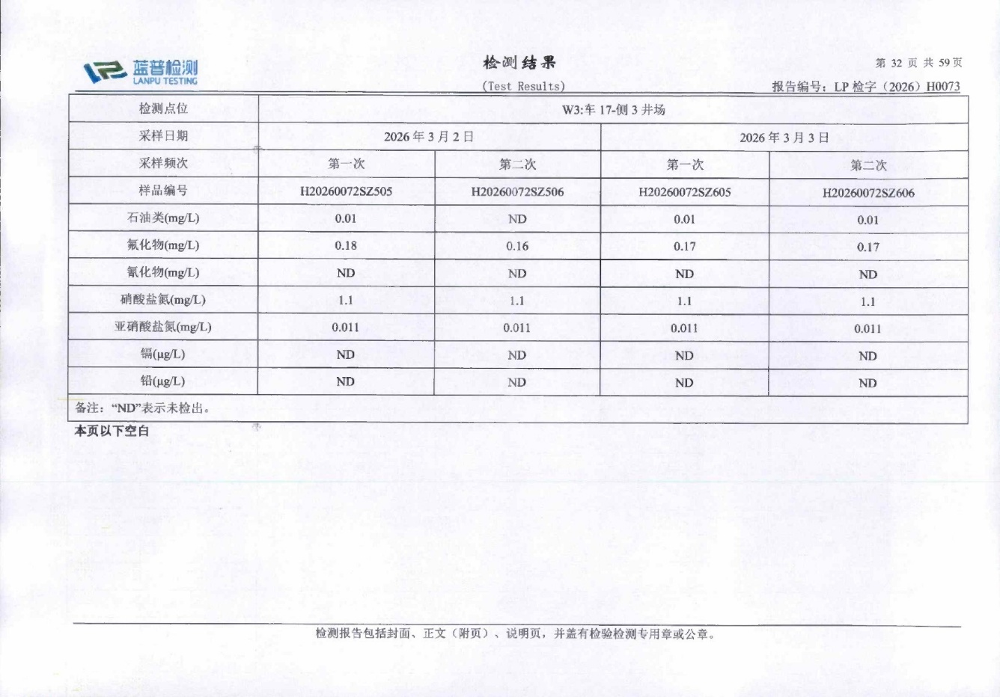 蓝普检测
LANPU TESTING
检测结果
(Test Results)
第 32 页 共 59页
报告编号：LP 检字（2026）H0073
检测点位 W3:车 17-侧 3 井场
采样日期 2026 年 3 月 2 日 2026 年 3 月 3 日
采样频次 第一次 第二次 第一次 第二次
样品编号 H20260072SZ505 H20260072SZ506 H20260072SZ605 H20260072SZ606
石油类(mg/L) 0.01 ND 0.01 0.01
氟化物(mg/L) 0.18 0.16 0.17 0.17
氰化物(mg/L) ND ND ND ND
硝酸盐氮(mg/L) 1.1 1.1 1.1 1.1
亚硝酸盐氮(mg/L) 0.011 0.011 0.011 0.011
镉(μg/L) ND ND ND ND
铅(μg/L) ND ND ND ND
备注：“ND”表示未检出。
本页以下空白
检测报告包括封面、正文（附页）、说明页，并盖有检验检测专用章或公章。